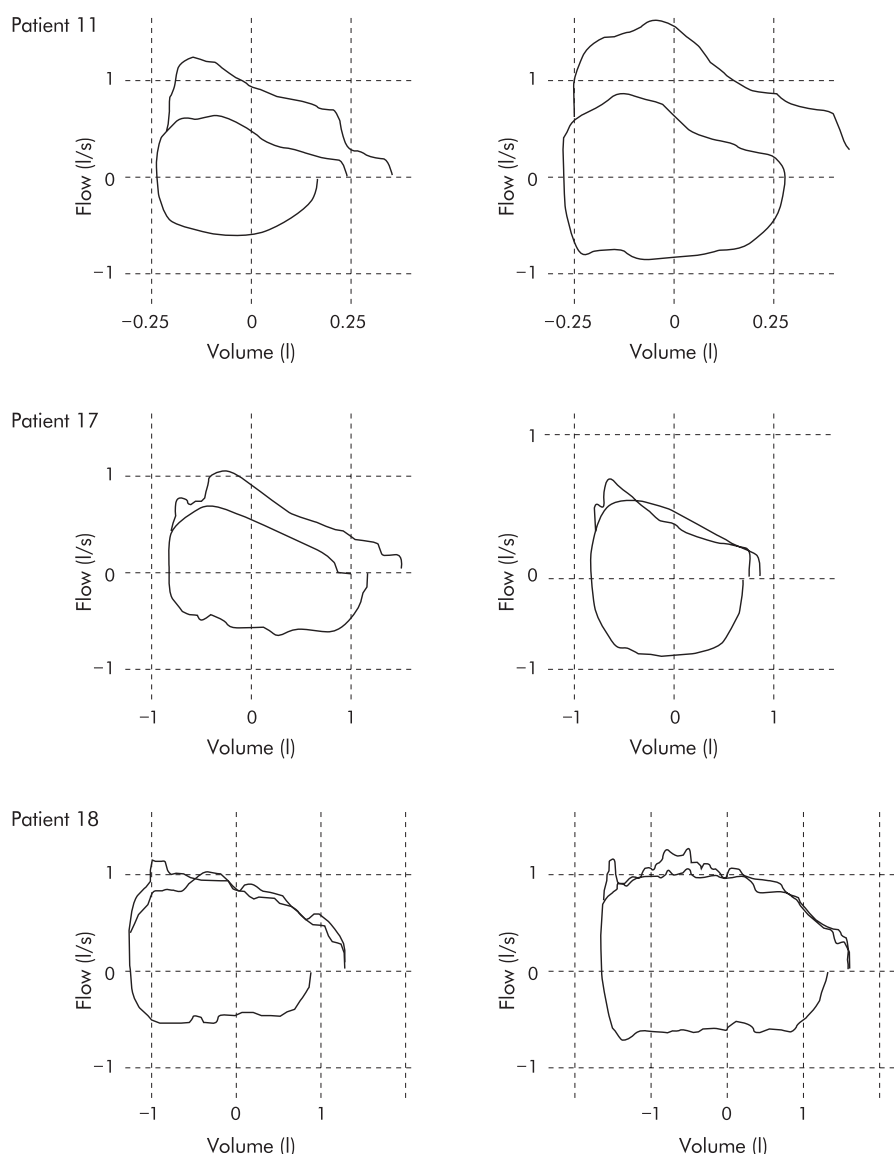 Patient 11
Flow (l/s)
1
0
−1
−0.25 0 0.25
Volume (l)
Flow (l/s)
1
0
−1
−0.25 0 0.25
Volume (l)
Patient 17
Flow (l/s)
1
0
−1
−1 0 1
Volume (l)
Flow (l/s)
1
0
−1
−1 0 1
Volume (l)
Patient 18
Flow (l/s)
1
0
−1
−1 0 1
Volume (l)
Flow (l/s)
1
0
−1
−1 0 1
Volume (l)